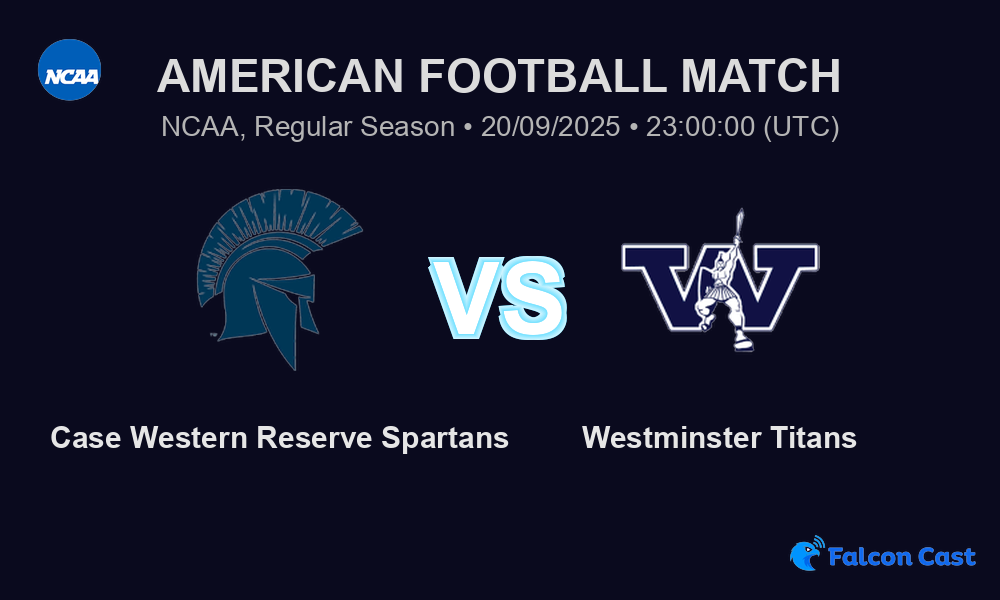 NCAA
AMERICAN FOOTBALL MATCH
NCAA, Regular Season • 20/09/2025 • 23:00:00 (UTC)
VS
W
TM
Case Western Reserve Spartans
Westminster Titans
Falcon Cast